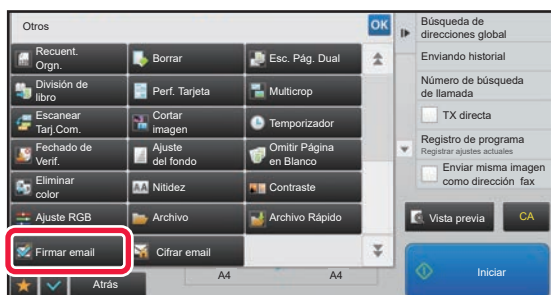 Otros
OK
Recuent.
Orgn.
Borrar
Esc. Pág. Dual
División de
libro
Perf. Tarjeta
Multicrop
Escanear
Tarj.Com.
Cortar
imagen
Temporizador
Fechado de
Verif.
Ajuste
del fondo
Omitir Página
en Blanco
Eliminar
color
AA Nitidez
Contraste
Ajuste RGB
Archivo
Archivo Rápido
Firmar email
Cifrar email
Atrás
A4
A4
Búsqueda de
direcciones global
Enviando historial
Número de búsqueda
de llamada
TX directa
Registro de programa
Registrar ajustes actuales
Enviar misma imagen
como dirección fax
Vista previa
CA
Iniciar